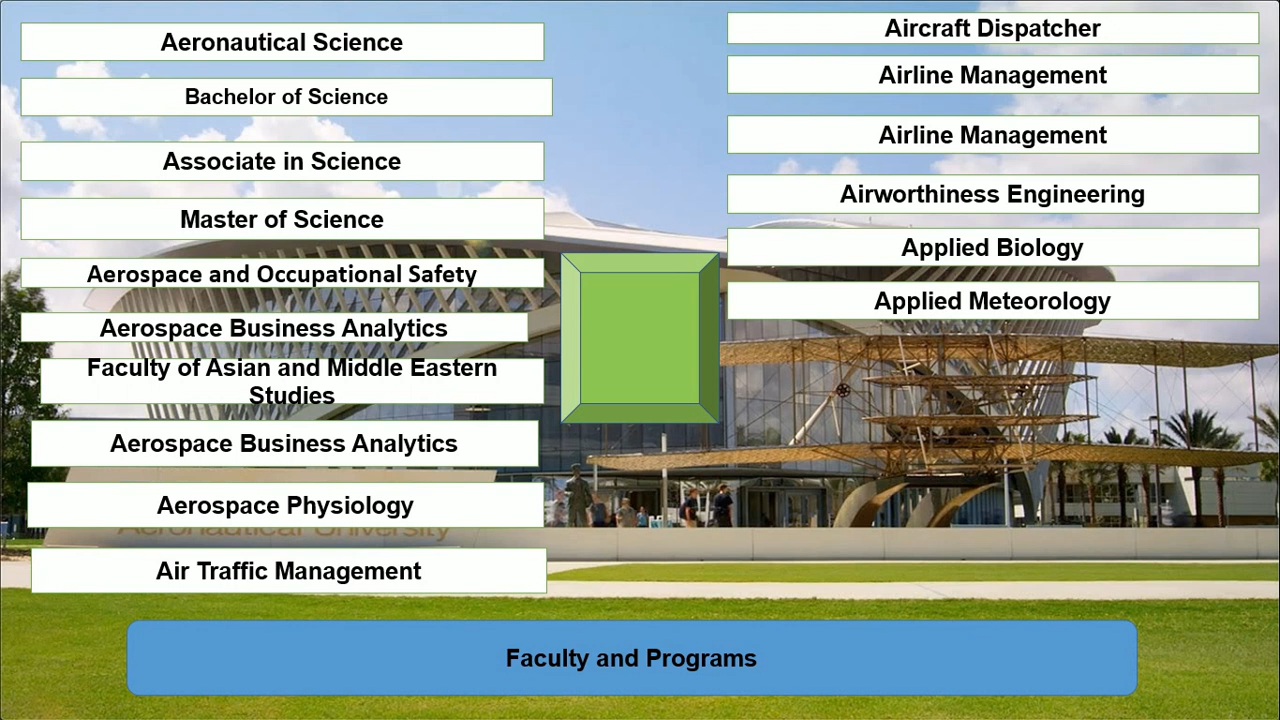 Aeronautical Science
Bachelor of Science
Associate in Science
Master of Science
Aerospace and Occupational Safety
Aerospace Business Analytics
Faculty of Asian and Middle Eastern
Studies
Aerospace Business Analytics
Aerospace Physiology
Aeronautical University
Air Traffic Management
Aircraft Dispatcher
Airline Management
Airline Management
Airworthiness Engineering
Applied Biology
Applied Meteorology
Faculty and Programs